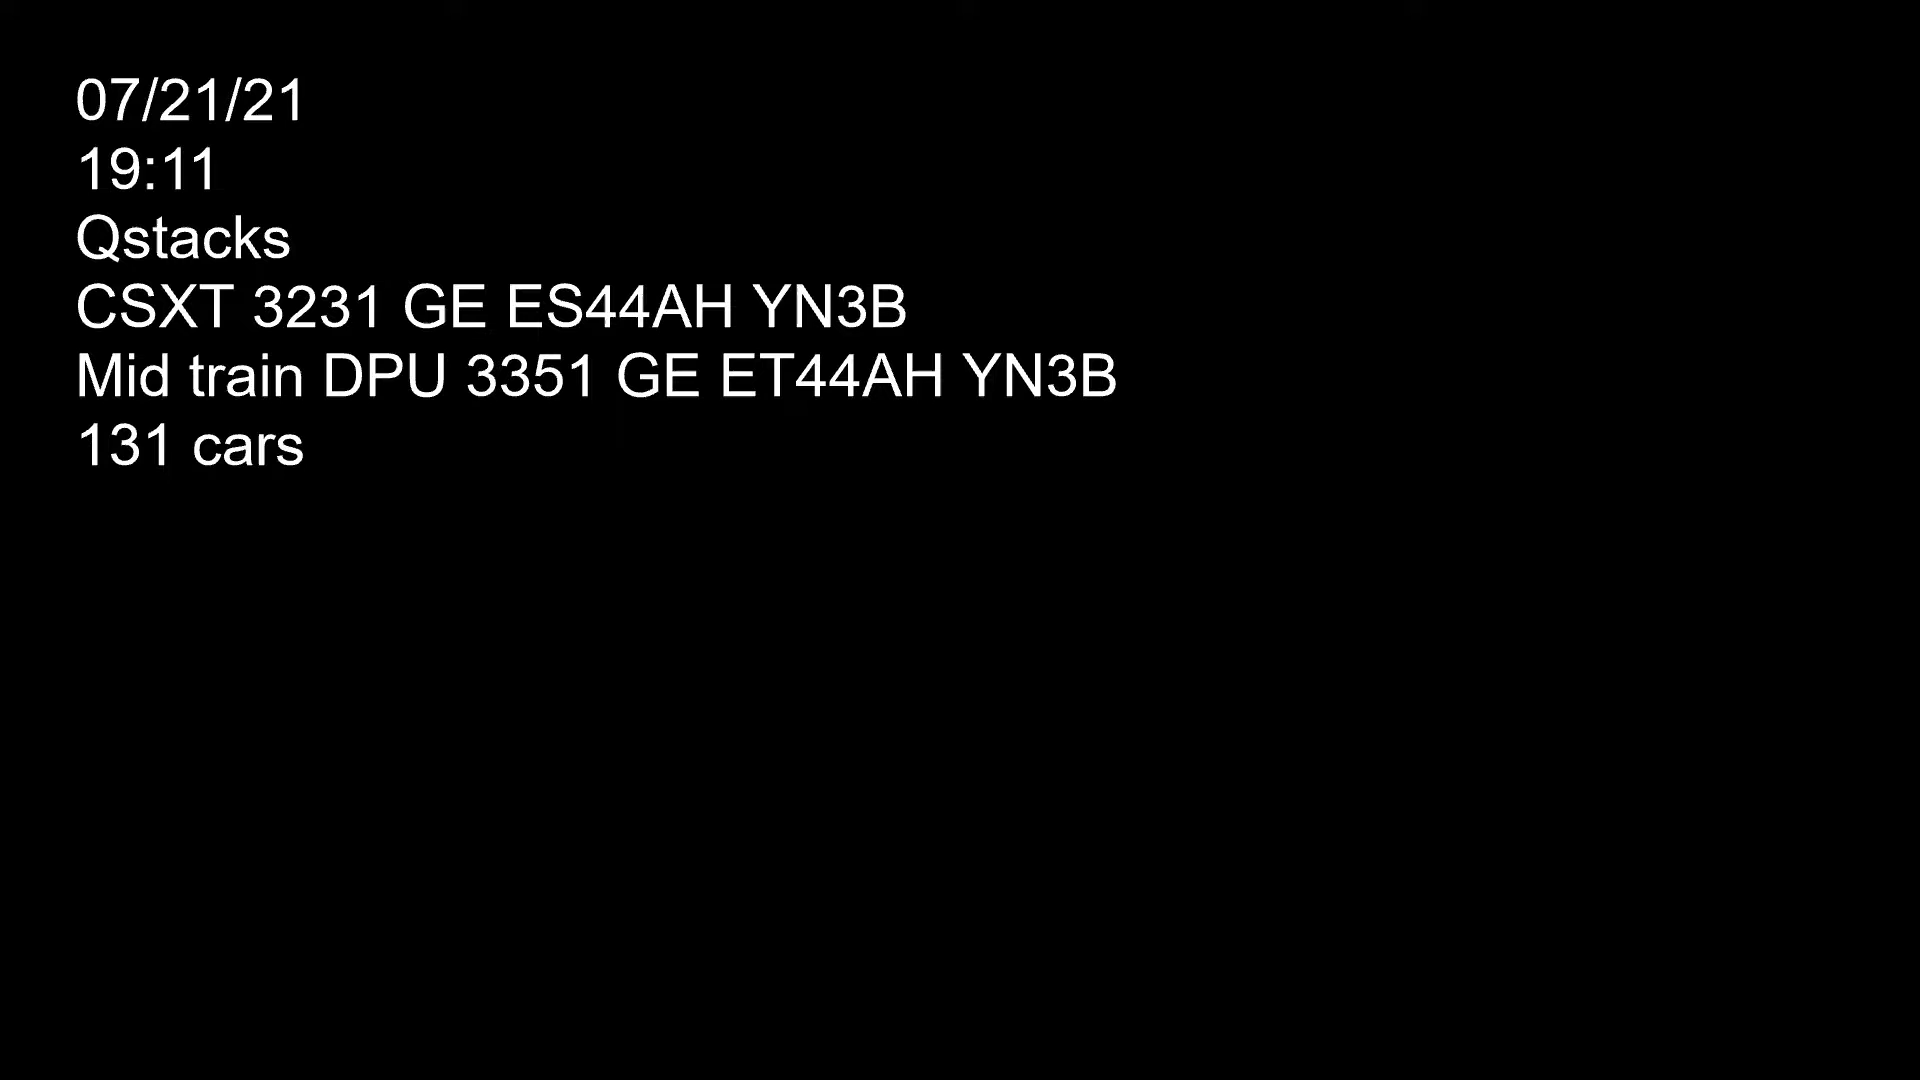 07/21/21
19:11
Qstacks
CSXT 3231 GE ES44AH YN3B
Mid train DPU 3351 GE ET44AH YN3B
131 cars